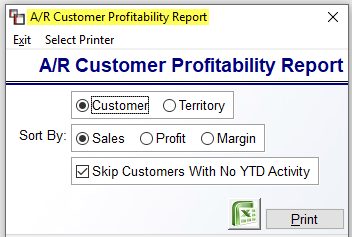 A/R Customer Profitability Report
Exit Select Printer
A/R Customer Profitability Report
Customer Territory
Sort By: Sales Profit Margin
Skip Customers With No YTD Activity
Print